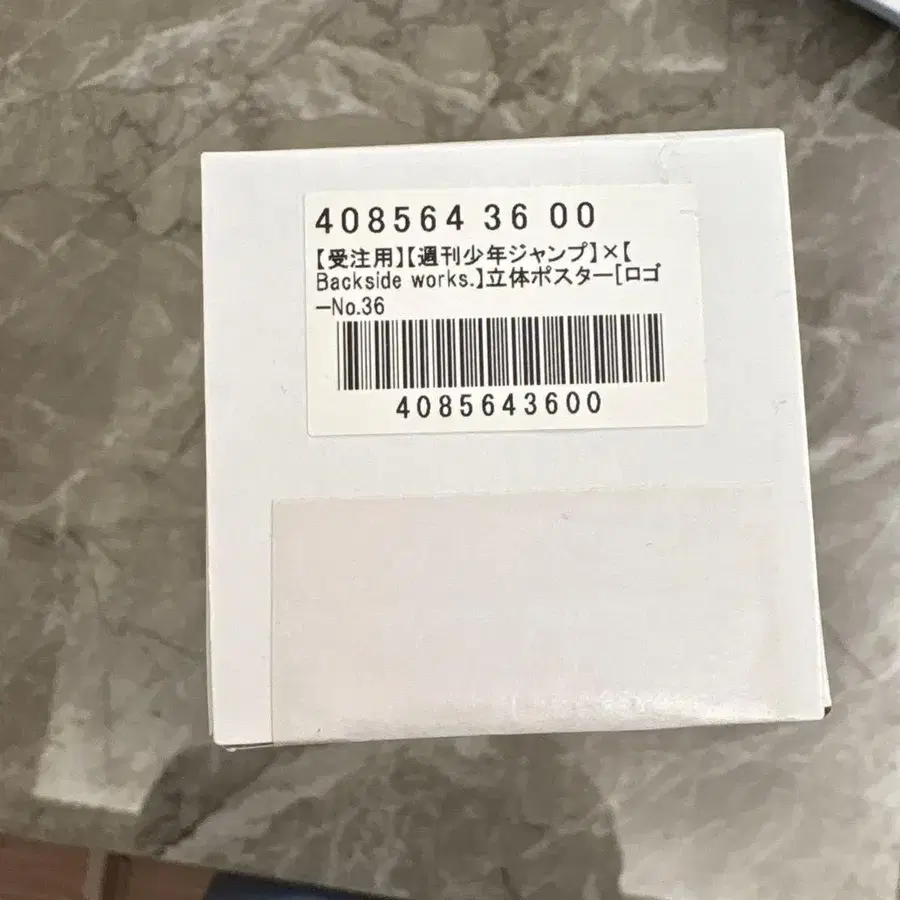 408564 36 00
【受注用】【週刊少年ジャンプ】×【
Backside works.】立体ポスター[ロゴ
ーNo.36
4085643600